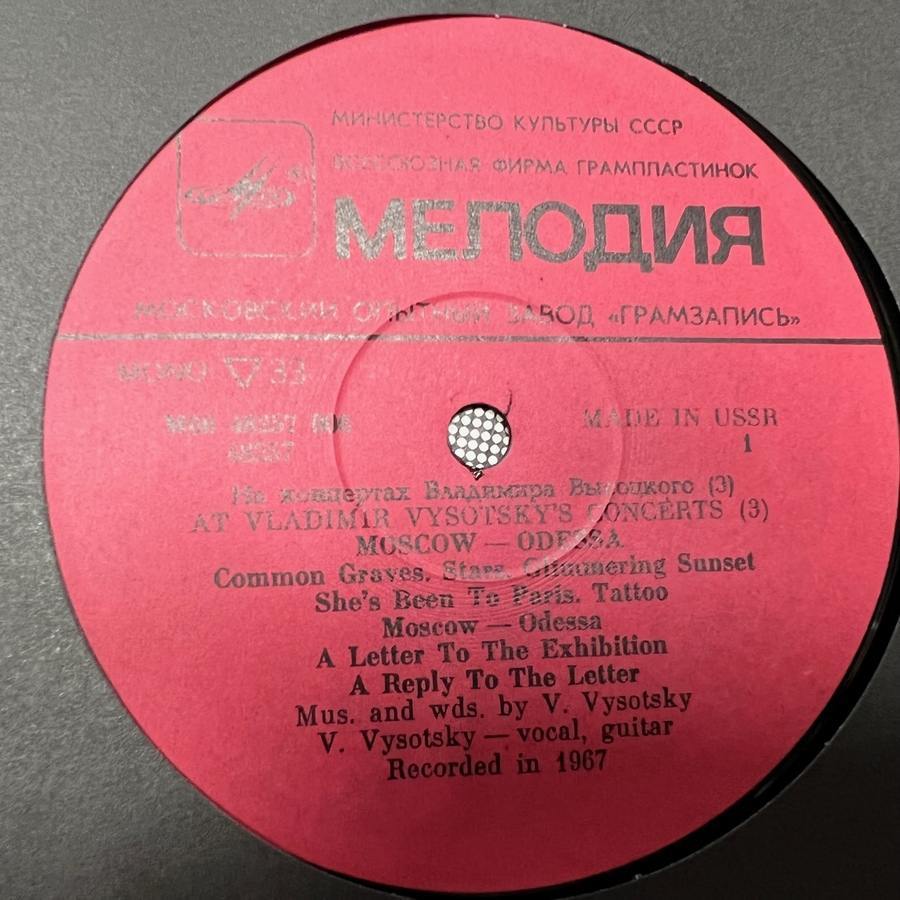 МИНИСТЕРСТВО КУЛЬТУРЫ СССР
ВСЕСОЮЗНАЯ ФИРМА ГРАМПЛАСТИНОК
МЕЛОДИЯ
МОСКОВСКИЙ ОПЫТНЫЙ ЗАВОД «ГРАМЗАПИСЬ»
МОНО 33
MADE IN USSR
1
На концертах Владимира Высоцкого (3)
AT VLADIMIR VYSOTSKY'S CONCERTS (3)
MOSCOW — ODESSA
Common Graves. Stars. Glimmering Sunset
She's Been To Paris. Tattoo
Moscow — Odessa
A Letter To The Exhibition
A Reply To The Letter
Mus. and wds. by V. Vysotsky
V. Vysotsky — vocal, guitar
Recorded in 1967